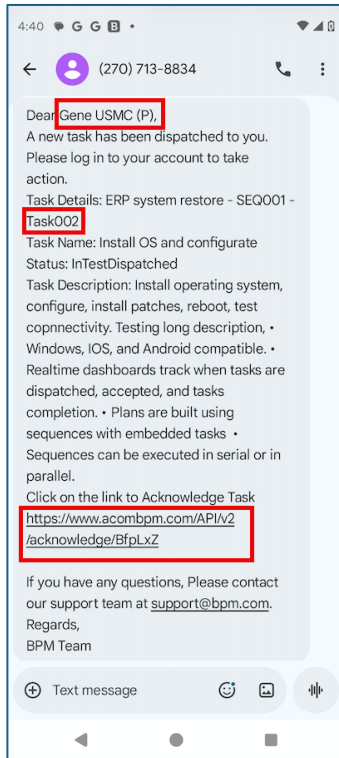 4:40 G G B •
(270) 713-8834
Dear Gene USMC (P),
A new task has been dispatched to you.
Please log in to your account to take
action.
Task Details: ERP system restore - SEQ001 -
Task002
Task Name: Install OS and configurate
Status: InTestDispatched
Task Description: Install operating system,
configure, install patches, reboot, test
copnnectivity. Testing long description, •
Windows, IOS, and Android compatible. •
Realtime dashboards track when tasks are
dispatched, accepted, and tasks
completion. • Plans are built using
sequences with embedded tasks •
Sequences can be executed in serial or in
parallel.
Click on the link to Acknowledge Task
https://www.acombpm.com/API/v2
/acknowledge/BfpLxZ
If you have any questions, Please contact
our support team at support@bpm.com.
Regards,
BPM Team
Text message